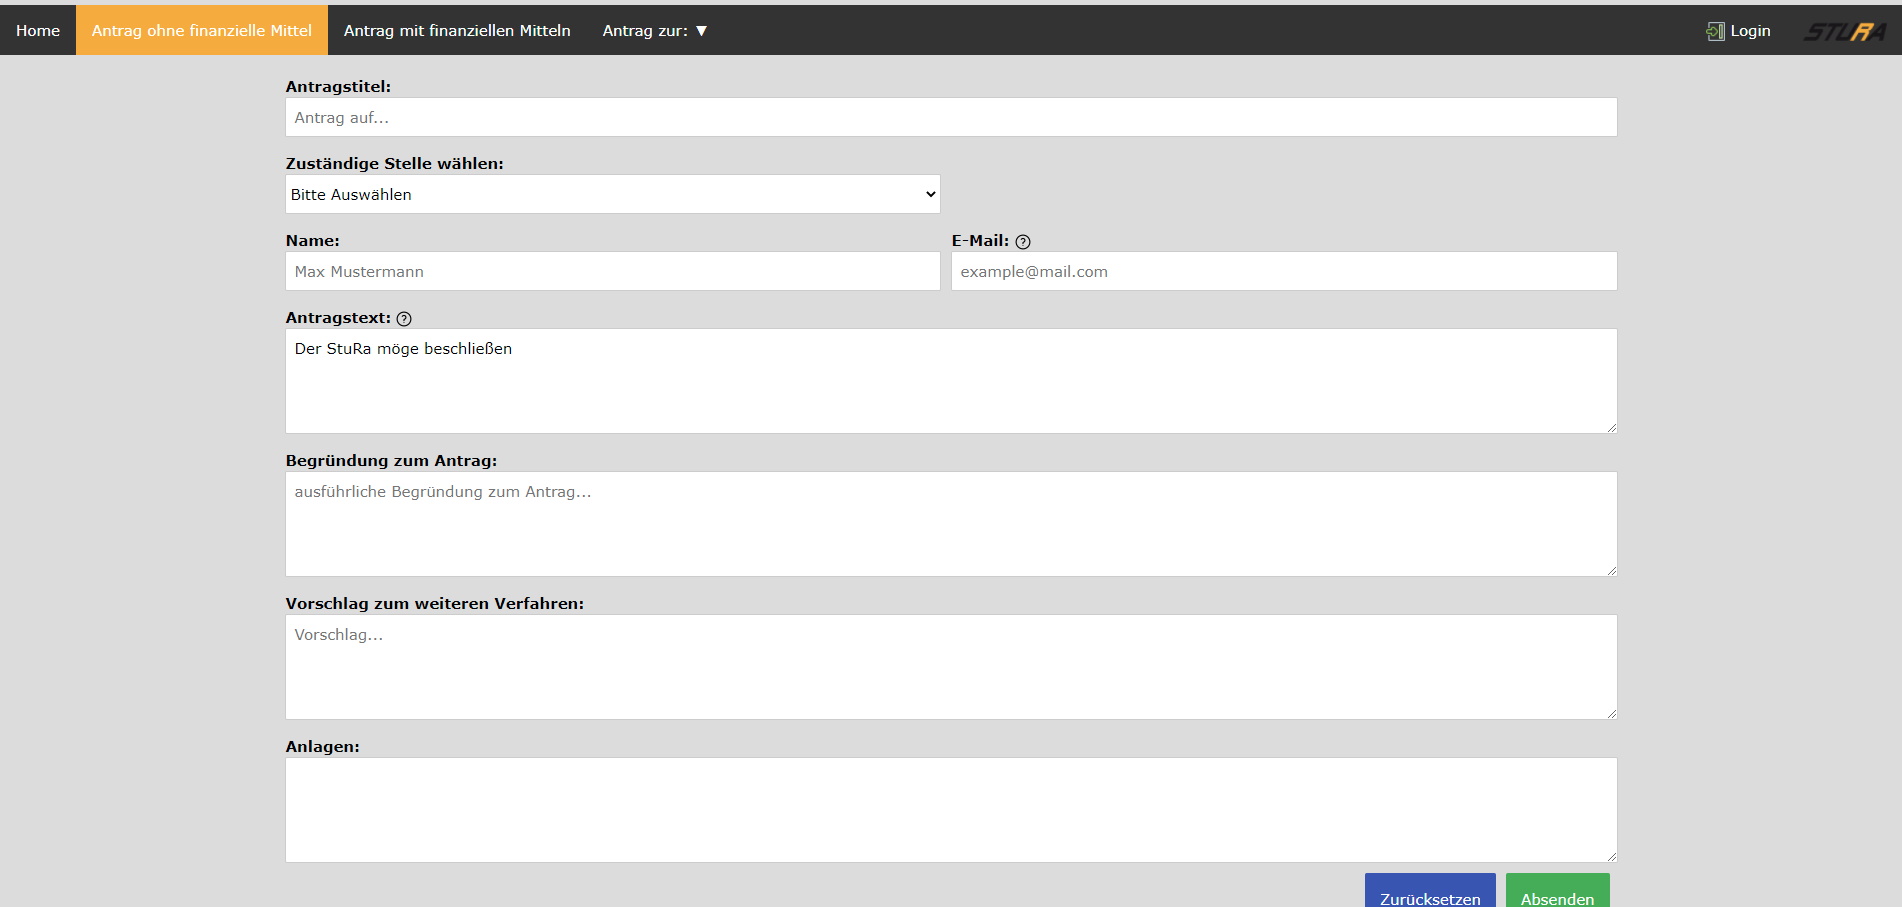 Home Antrag ohne finanzielle Mittel Antrag mit finanziellen Mitteln Antrag zur: ▼ Login STURA
Antragstitel:
Antrag auf...
Zuständige Stelle wählen:
Bitte Auswählen
Name: E-Mail: ?
Max Mustermann example@mail.com
Antragstext: ?
Der StuRa möge beschließen
Begründung zum Antrag:
ausführliche Begründung zum Antrag...
Vorschlag zum weiteren Verfahren:
Vorschlag...
Anlagen:
Zurücksetzen Absenden